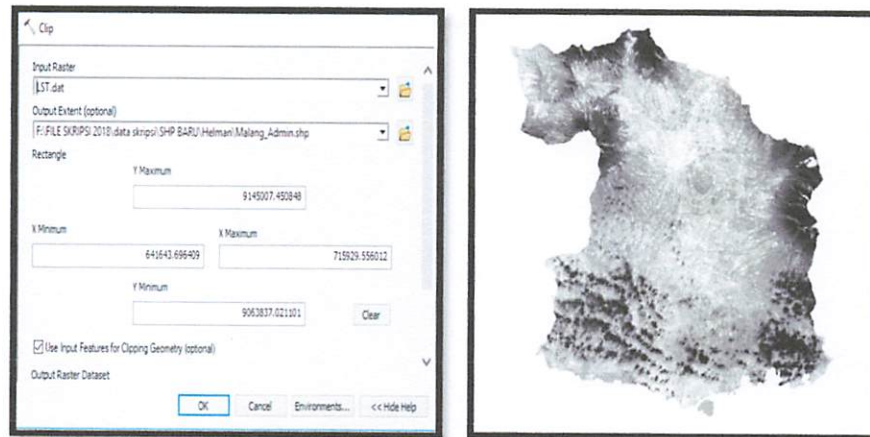 Clip
Input Raster
LST.dat
Output Extent (optional)
F:\FILE SKRIPSI 2018\data skripsi\SHP BARU\Helman\Malang_Admin.shp
Rectangle
Y Maximum
9145007.450848
X Minimum
X Maximum
641643.696409
715929.556012
Y Minimum
9063837.021101
Clear
Use Input Features for Clipping Geometry (optional)
Output Raster Dataset
OK
Cancel
Environments...
<< Hide Help